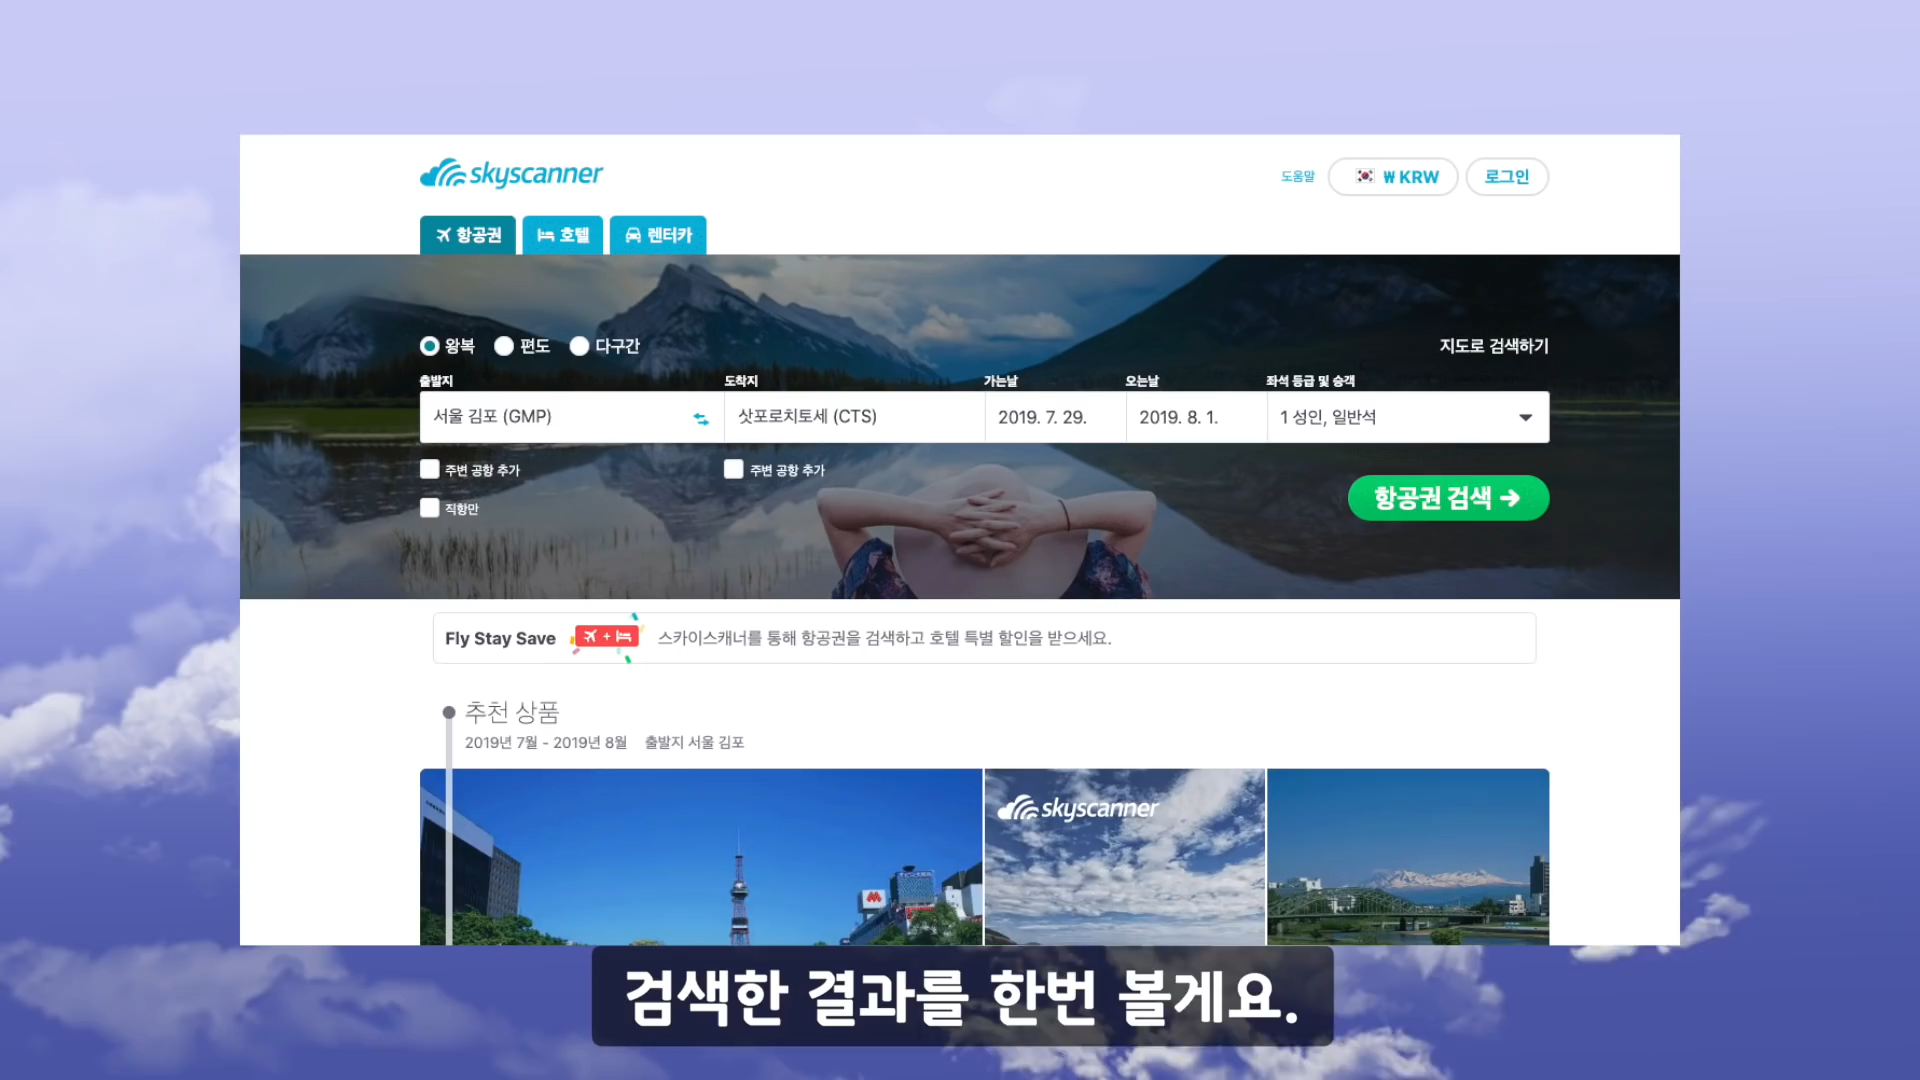 skyscanner
도움말
₩ KRW
로그인
항공권
호텔
렌터카
왕복
편도
다구간
지도로 검색하기
출발지
도착지
가는날
오는날
좌석 등급 및 승객
서울 김포 (GMP)
삿포로치토세 (CTS)
2019. 7. 29.
2019. 8. 1.
1 성인, 일반석
주변 공항 추가
주변 공항 추가
직항만
항공권 검색
Fly Stay Save
스카이스캐너를 통해 항공권을 검색하고 호텔 특별 할인을 받으세요.
추천 상품
2019년 7월 - 2019년 8월
출발지 서울 김포
skyscanner
검색한 결과를 한번 볼게요.